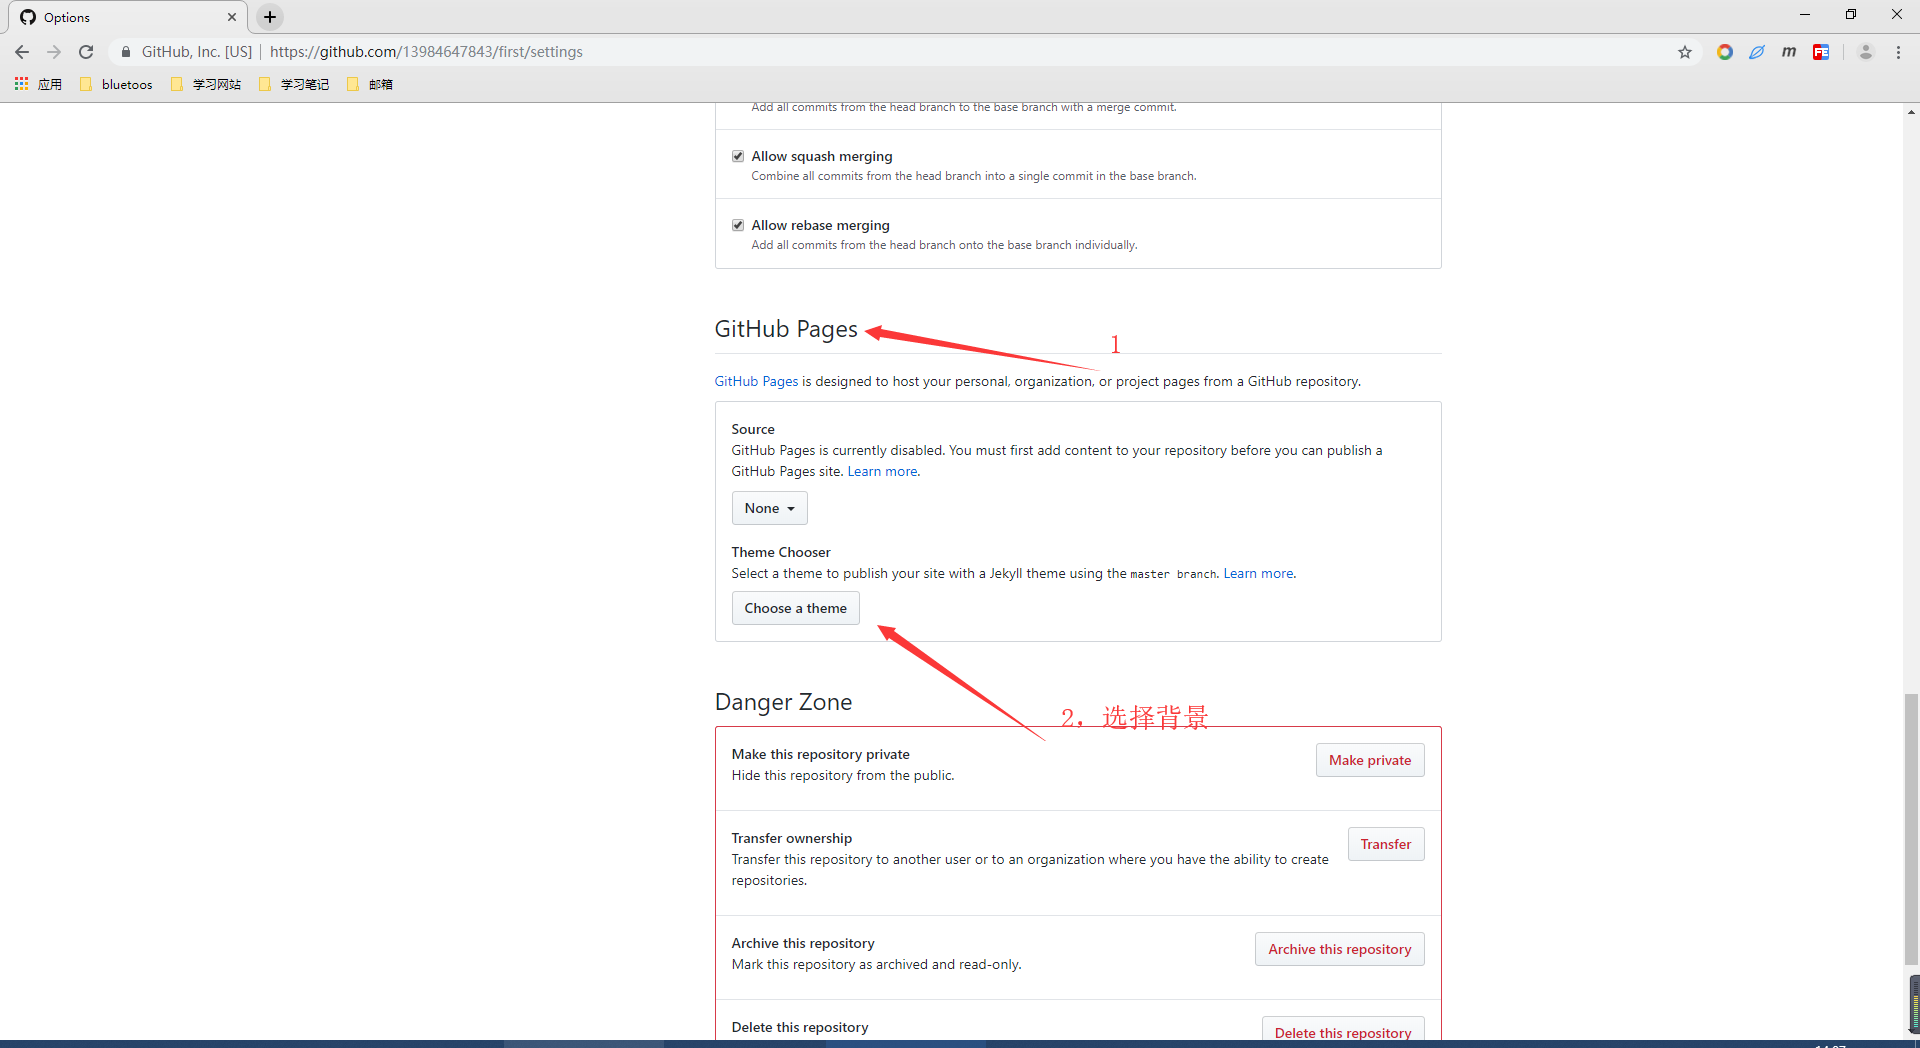 Options
GitHub, Inc. [US] | https://github.com/13984647843/first/settings
应用 bluetoos 学习网站 学习笔记 邮箱
Add all commits from the head branch to the base branch with a merge commit.
Allow squash merging
Combine all commits from the head branch into a single commit in the base branch.
Allow rebase merging
Add all commits from the head branch onto the base branch individually.
GitHub Pages
1
GitHub Pages is designed to host your personal, organization, or project pages from a GitHub repository.
Source
GitHub Pages is currently disabled. You must first add content to your repository before you can publish a
GitHub Pages site. Learn more.
None
Theme Chooser
Select a theme to publish your site with a Jekyll theme using the master branch. Learn more.
Choose a theme
Danger Zone
2，选择背景
Make this repository private
Hide this repository from the public.
Make private
Transfer ownership
Transfer this repository to another user or to an organization where you have the ability to create
repositories.
Transfer
Archive this repository
Mark this repository as archived and read-only.
Archive this repository
Delete this repository
Delete this repository